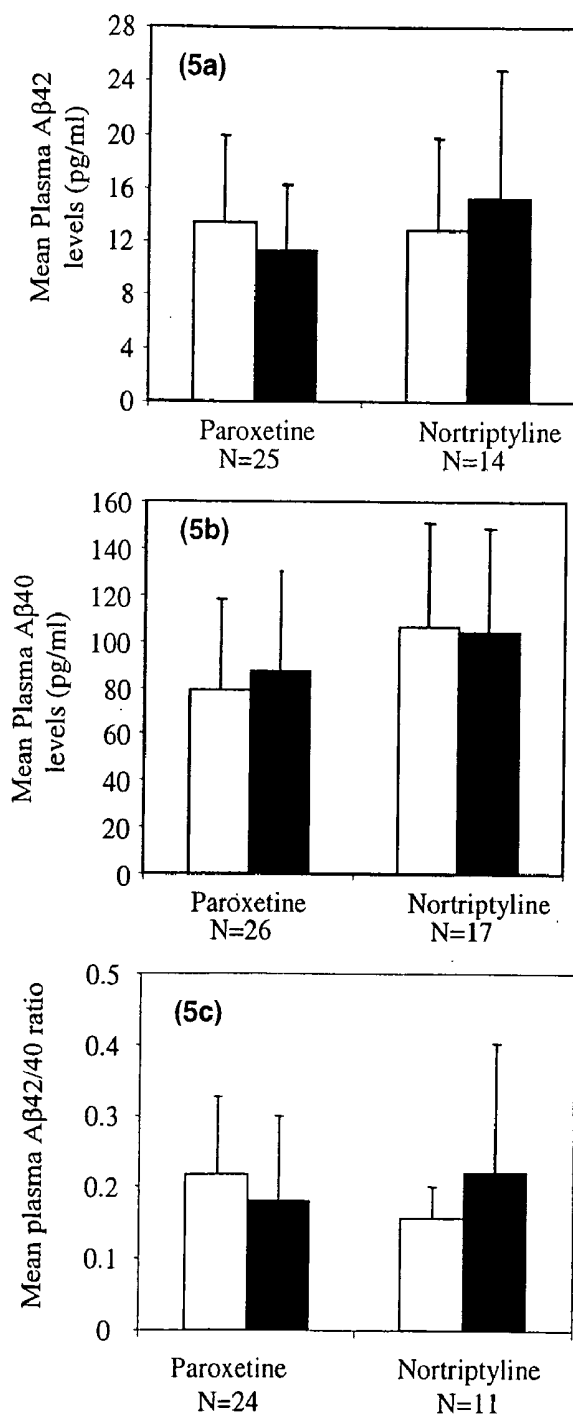 (5a)
Mean Plasma Aβ42
levels (pg/ml)
28
24
20
16
12
8
4
0
Paroxetine Nortriptyline
N=25 N=14
(5b)
Mean Plasma Aβ40
levels (pg/ml)
160
140
120
100
80
60
40
20
0
Paroxetine Nortriptyline
N=26 N=17
(5c)
Mean plasma Aβ42/40 ratio
0.5
0.4
0.3
0.2
0.1
0
Paroxetine Nortriptyline
N=24 N=11